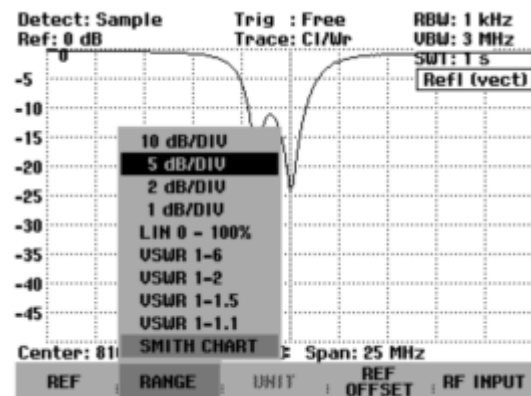 Detect: Sample Trig : Free RBW: 1 kHz
Ref: 0 dB Trace: Cl/Wr VBW: 3 MHz
SWT: 1 s
0
Refl (vect)
-5
-10
-15
-20
-25
-30
-35
-40
-45
10 dB/DIV
5 dB/DIV
2 dB/DIV
1 dB/DIV
LIN 0 - 100%
VSWR 1-6
VSWR 1-2
VSWR 1-1.5
VSWR 1-1.1
SMITH CHART
Center: Span: 25 MHz
REF RANGE UNIT REF OFFSET RF INPUT